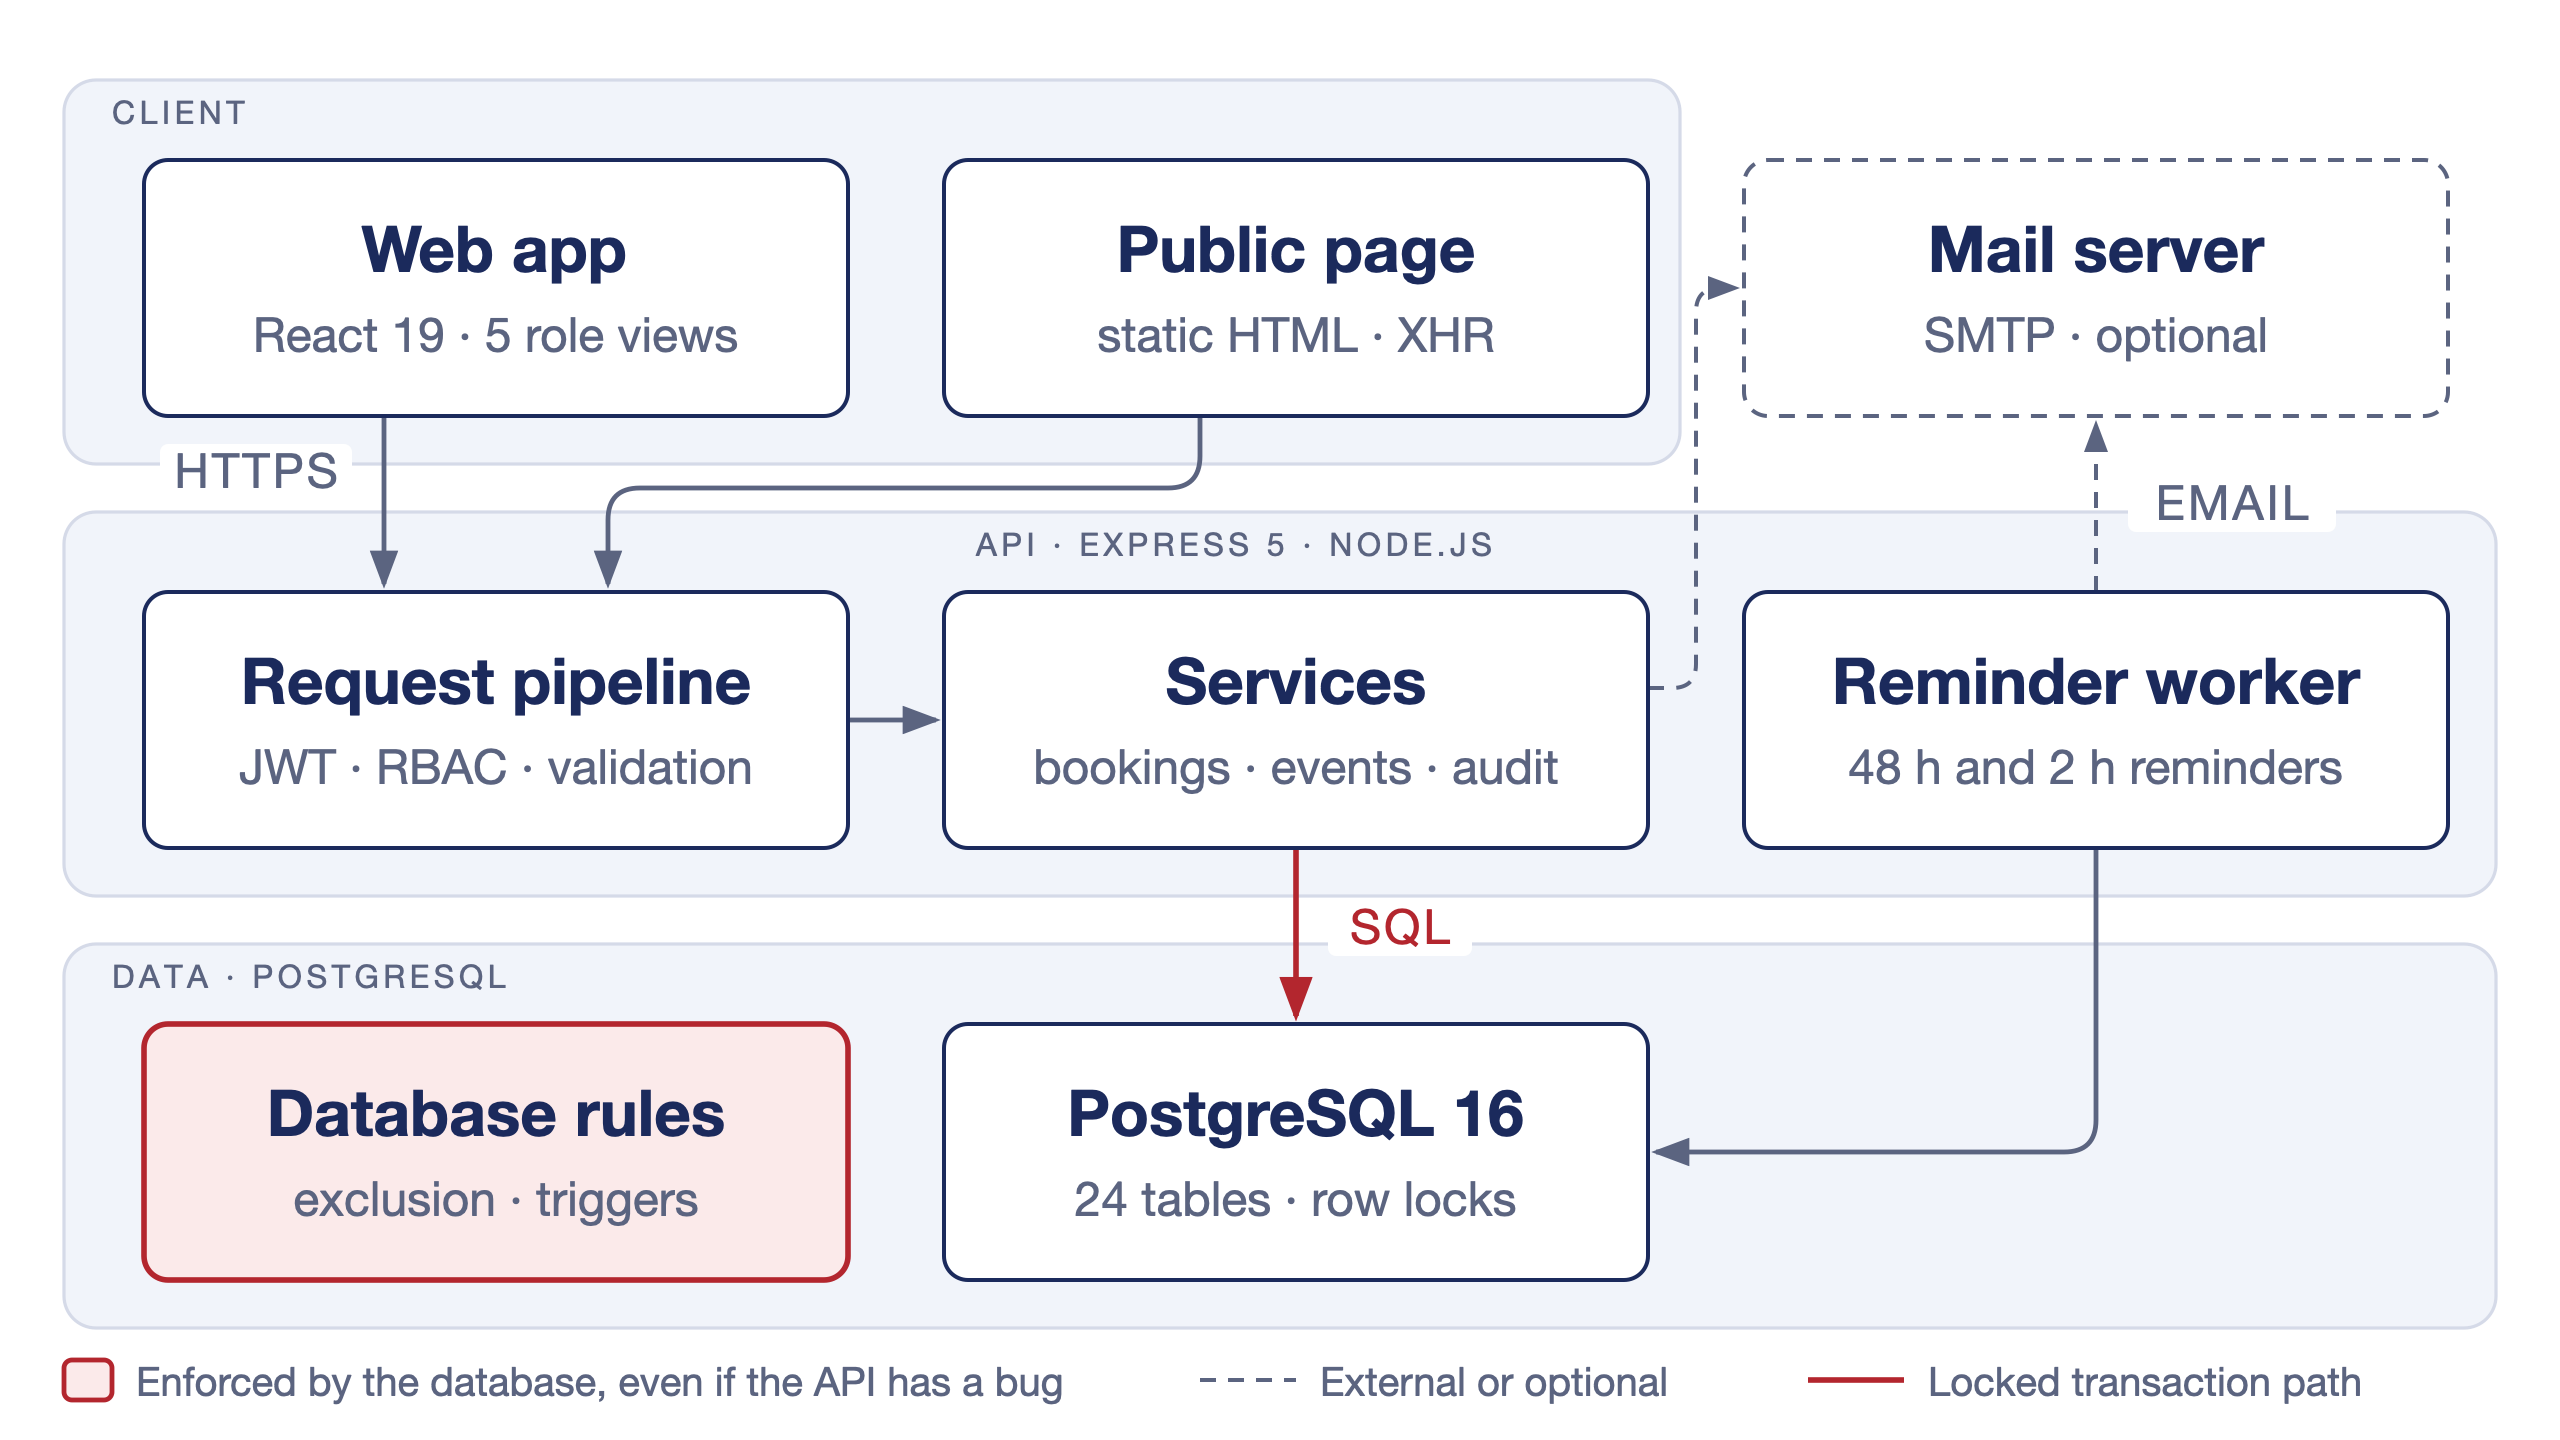 CLIENT
Web app
React 19 · 5 role views
Public page
static HTML · XHR
Mail server
SMTP · optional
HTTPS
EMAIL
API · EXPRESS 5 · NODE.JS
Request pipeline
JWT · RBAC · validation
Services
bookings · events · audit
Reminder worker
48 h and 2 h reminders
SQL
DATA · POSTGRESQL
Database rules
exclusion · triggers
PostgreSQL 16
24 tables · row locks
Enforced by the database, even if the API has a bug
External or optional
Locked transaction path